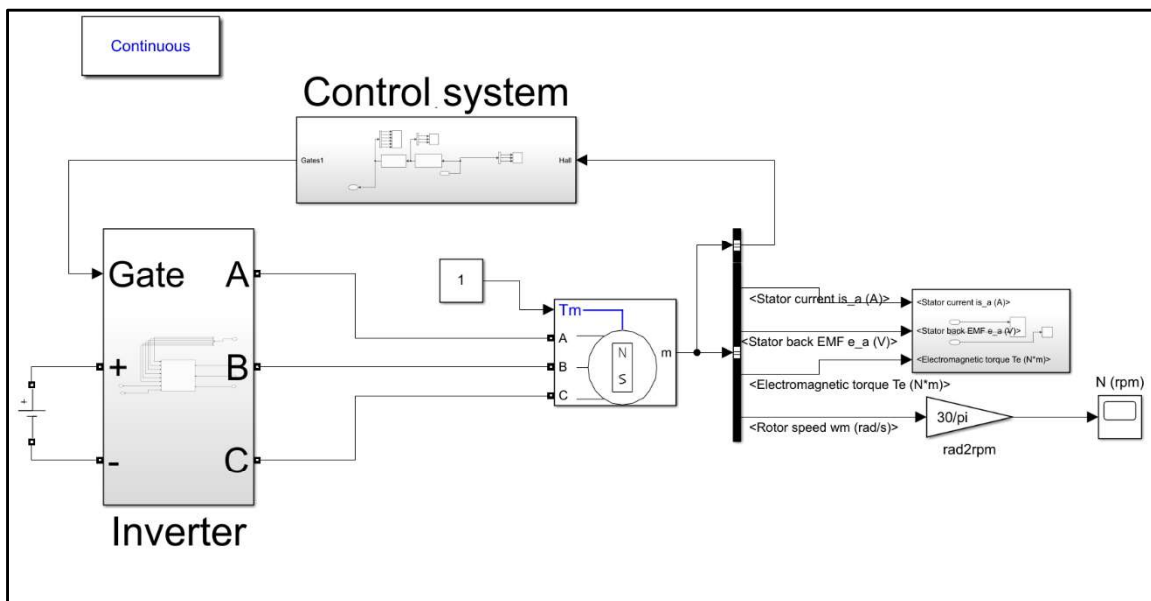 Continuous
Control system
Gates1
Hall
Gate
A
+
B
-
C
Inverter
+
1
Tm
A
B
C
N
S
m
<Stator current is_a (A)>
<Stator back EMF e_a (V)>
<Electromagnetic torque Te (N*m)>
<Rotor speed wm (rad/s)>
<Stator current is_a (A)>
<Stator back EMF e_a (V)>
<Electromagnetic torque Te (N*m)>
30/pi
rad2rpm
N (rpm)